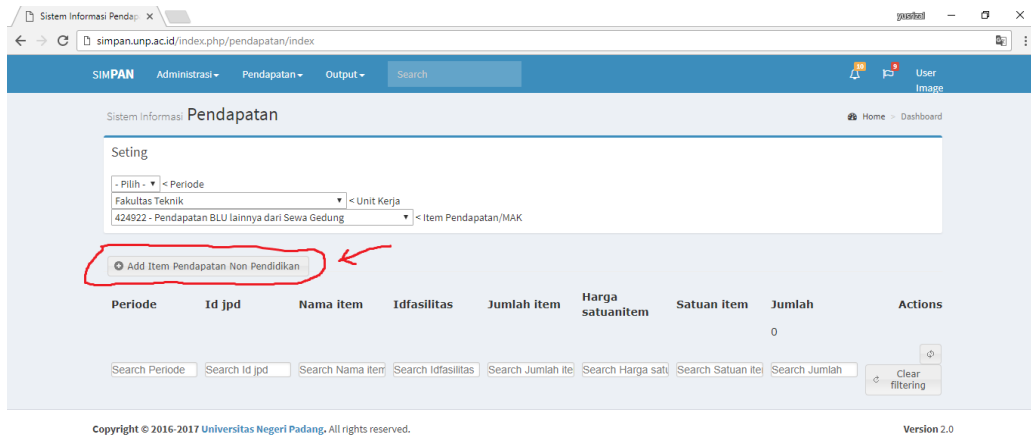 Sistem Informasi Pendap
yusrizal
simpan.unp.ac.id/index.php/pendapatan/index
SIMPAN Administrasi Pendapatan Output Search 10 9 User Image
Sistem Informasi Pendapatan Home > Dashboard
Seting
- Pilih - < Periode
Fakultas Teknik < Unit Kerja
424922 - Pendapatan BLU lainnya dari Sewa Gedung < Item Pendapatan/MAK
Add Item Pendapatan Non Pendidikan
Periode Id jpd Nama item Idfasilitas Jumlah item Harga satuanitem Satuan item Jumlah Actions
0
Search Periode Search Id jpd Search Nama item Search Idfasilitas Search Jumlah ite Search Harga satu Search Satuan ite Search Jumlah Clear filtering
Copyright © 2016-2017 Universitas Negeri Padang. All rights reserved. Version 2.0